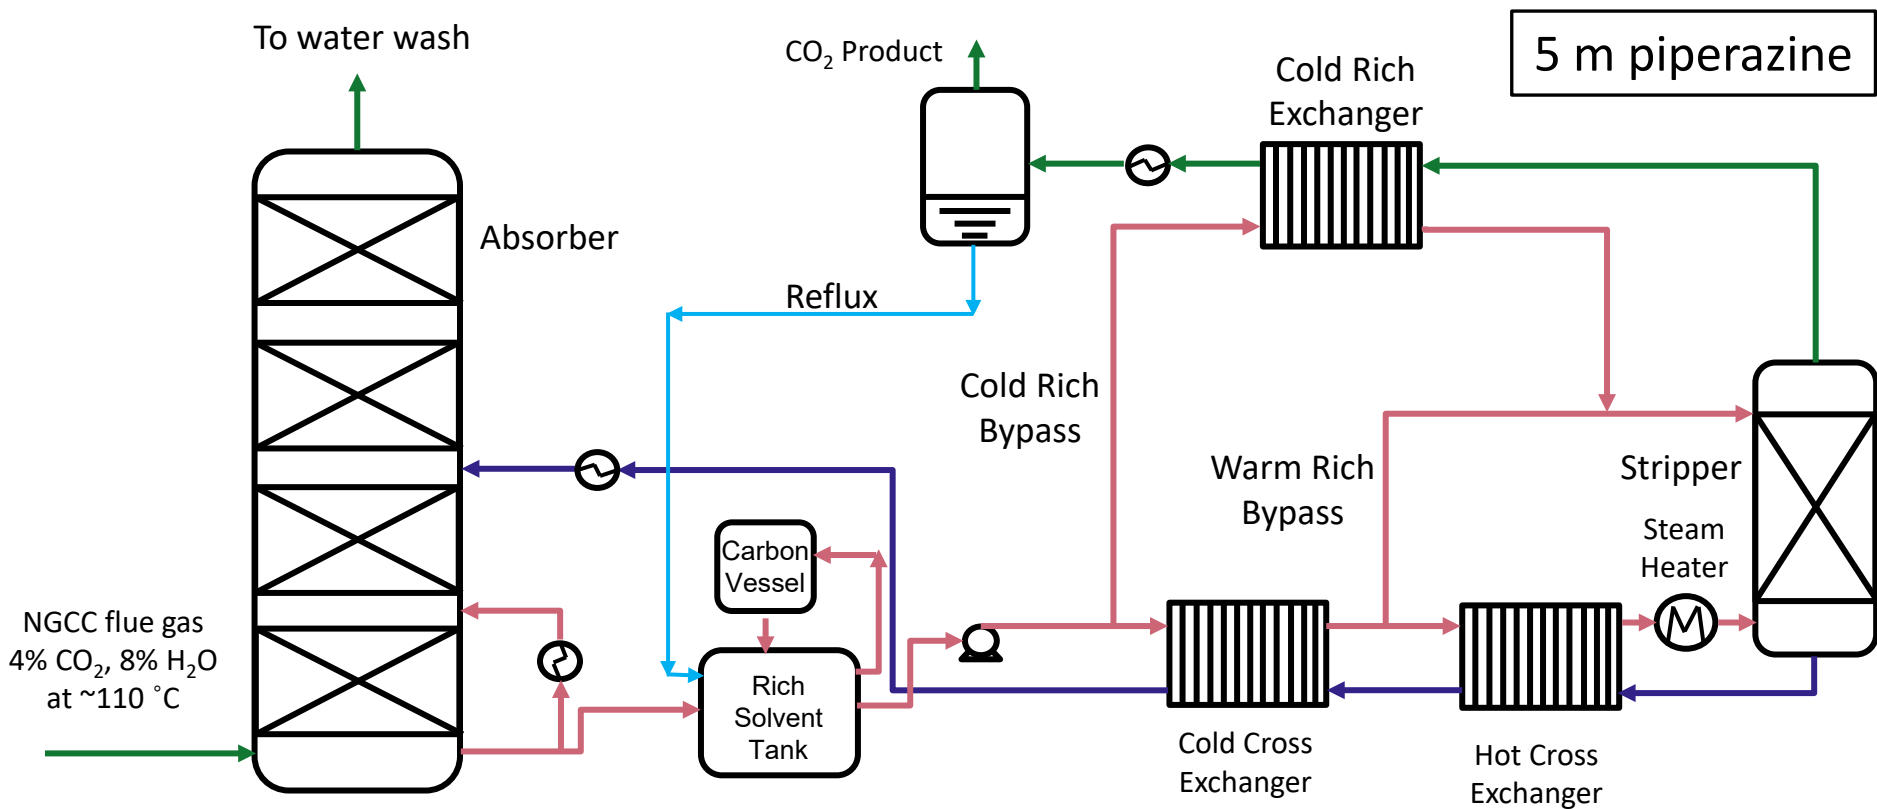 To water wash
CO₂ Product
Cold Rich
Exchanger
5 m piperazine
Absorber
Reflux
Cold Rich
Bypass
Warm Rich
Bypass
Stripper
Steam
Heater
Carbon
Vessel
NGCC flue gas
4% CO₂, 8% H₂O
at ~110 ˚C
Rich
Solvent
Tank
Cold Cross
Exchanger
Hot Cross
Exchanger